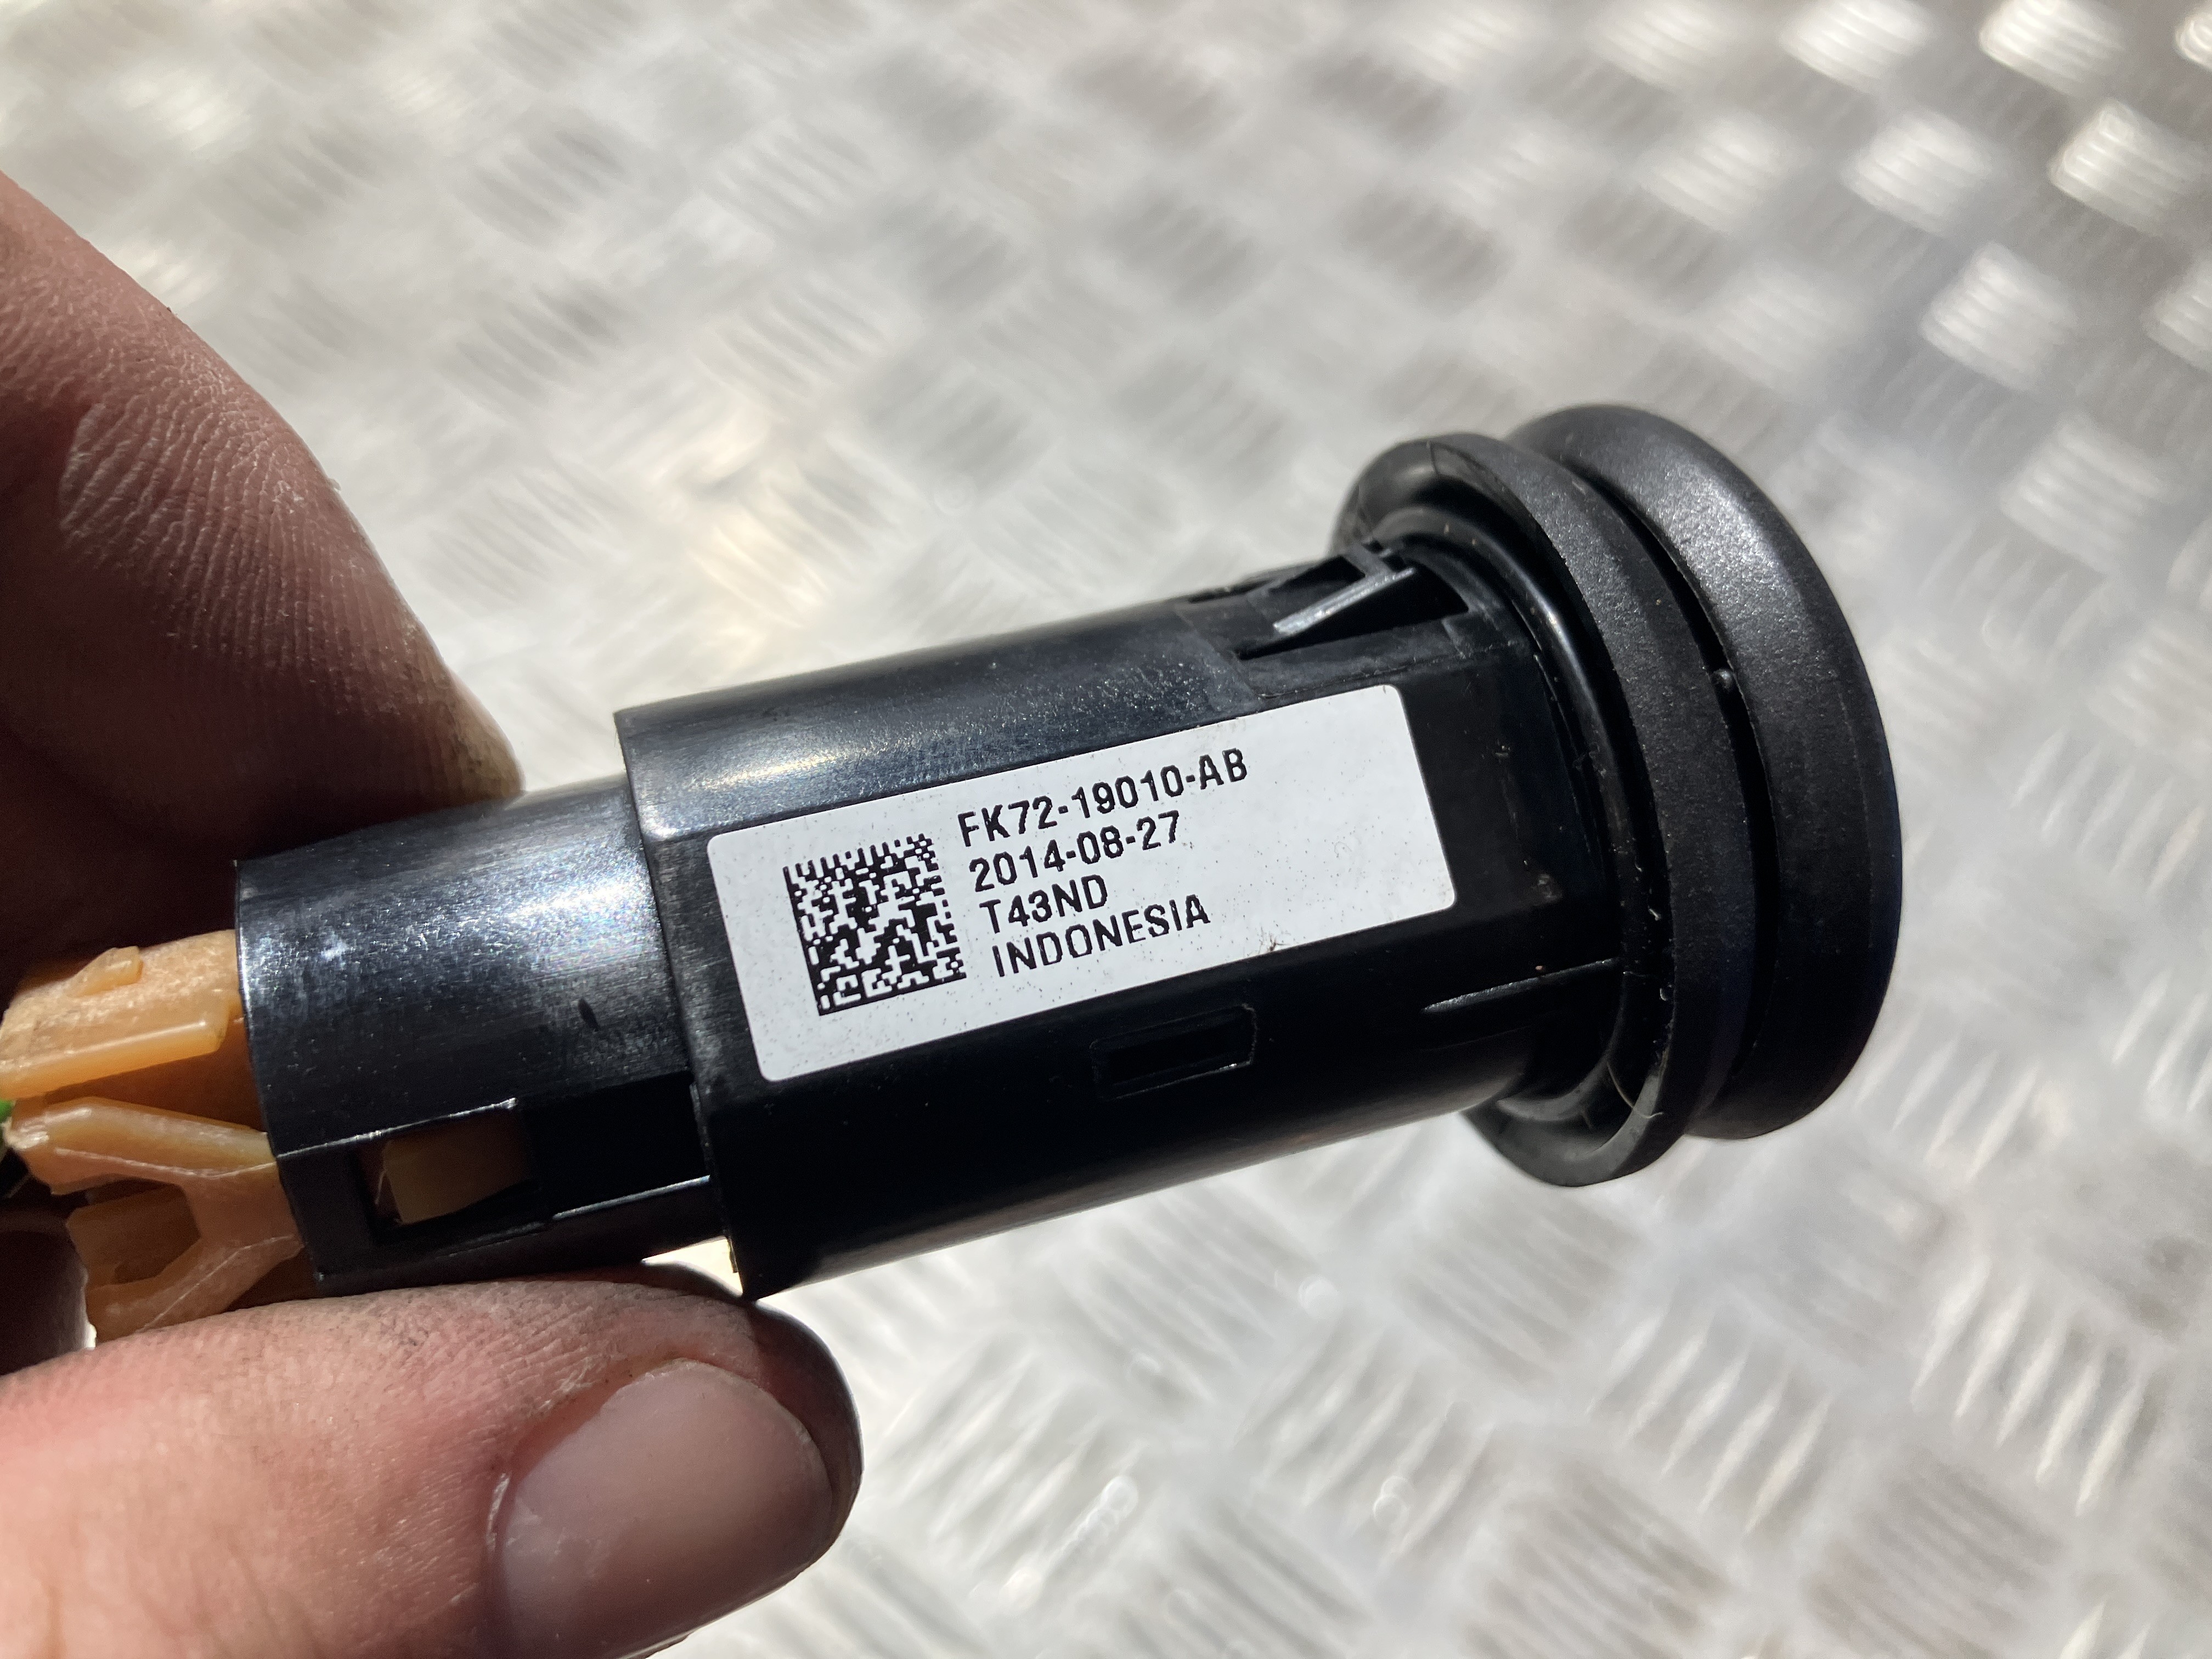 FK72-19010-AB
2014-08-27
T43ND
INDONESIA